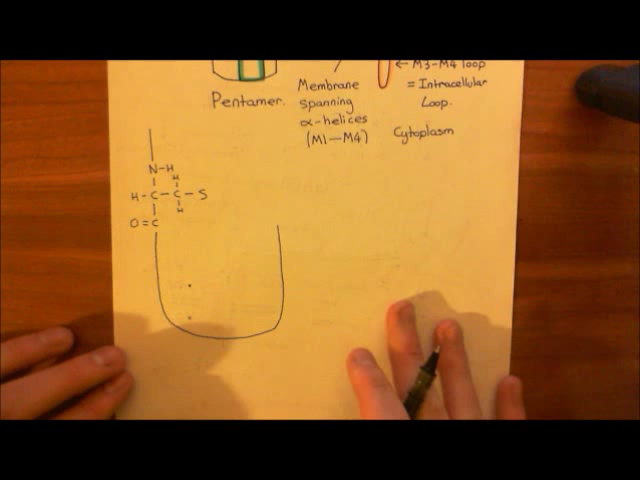 ← M3-M4 loop
= Intracellular
Loop.
Pentamer.
Membrane
spanning
α-helices
(M1-M4)
Cytoplasm
N-H
H
H-C-C-S
H
O=C